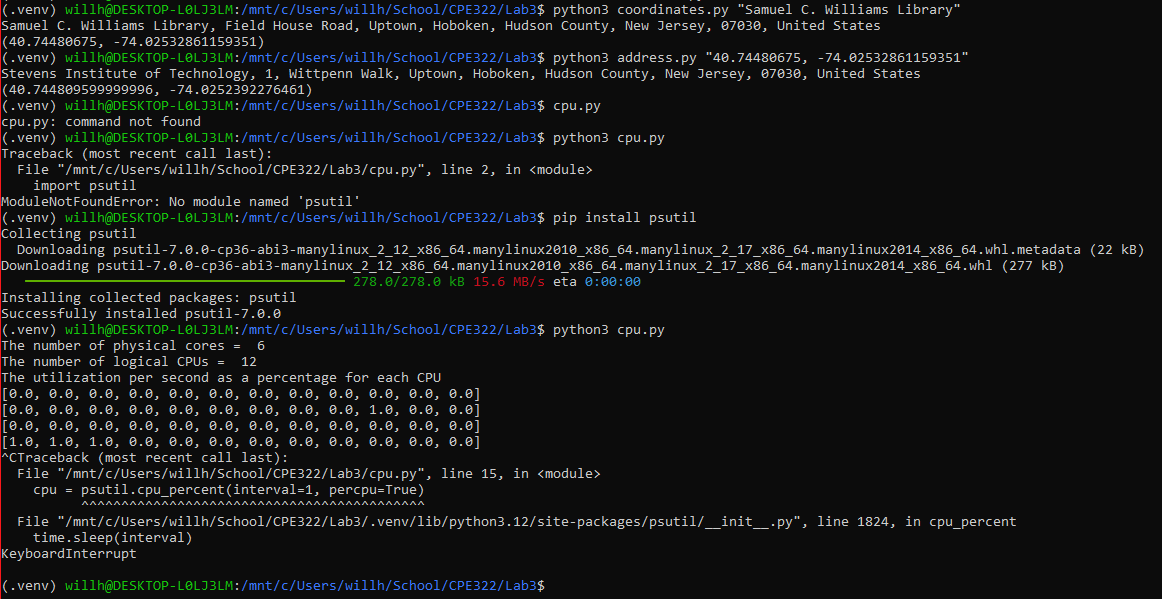 (.venv) willh@DESKTOP-L0LJ3LM:/mnt/c/Users/willh/School/CPE322/Lab3$ python3 coordinates.py "Samuel C. Williams Library"
Samuel C. Williams Library, Field House Road, Uptown, Hoboken, Hudson County, New Jersey, 07030, United States
(40.74480675, -74.02532861159351)
(.venv) willh@DESKTOP-L0LJ3LM:/mnt/c/Users/willh/School/CPE322/Lab3$ python3 address.py "40.74480675, -74.02532861159351"
Stevens Institute of Technology, 1, Wittpenn Walk, Uptown, Hoboken, Hudson County, New Jersey, 07030, United States
(40.744809599999996, -74.0252392276461)
(.venv) willh@DESKTOP-L0LJ3LM:/mnt/c/Users/willh/School/CPE322/Lab3$ cpu.py
cpu.py: command not found
(.venv) willh@DESKTOP-L0LJ3LM:/mnt/c/Users/willh/School/CPE322/Lab3$ python3 cpu.py
Traceback (most recent call last):
  File "/mnt/c/Users/willh/School/CPE322/Lab3/cpu.py", line 2, in <module>
    import psutil
ModuleNotFoundError: No module named 'psutil'
(.venv) willh@DESKTOP-L0LJ3LM:/mnt/c/Users/willh/School/CPE322/Lab3$ pip install psutil
Collecting psutil
  Downloading psutil-7.0.0-cp36-abi3-manylinux_2_12_x86_64.manylinux2010_x86_64.manylinux_2_17_x86_64.manylinux2014_x86_64.whl.metadata (22 kB)
Downloading psutil-7.0.0-cp36-abi3-manylinux_2_12_x86_64.manylinux2010_x86_64.manylinux_2_17_x86_64.manylinux2014_x86_64.whl (277 kB)
278.0/278.0 kB 15.6 MB/s eta 0:00:00
Installing collected packages: psutil
Successfully installed psutil-7.0.0
(.venv) willh@DESKTOP-L0LJ3LM:/mnt/c/Users/willh/School/CPE322/Lab3$ python3 cpu.py
The number of physical cores =  6
The number of logical CPUs =  12
The utilization per second as a percentage for each CPU
[0.0, 0.0, 0.0, 0.0, 0.0, 0.0, 0.0, 0.0, 0.0, 0.0, 0.0, 0.0]
[0.0, 0.0, 0.0, 0.0, 0.0, 0.0, 0.0, 0.0, 0.0, 1.0, 0.0, 0.0]
[0.0, 0.0, 0.0, 0.0, 0.0, 0.0, 0.0, 0.0, 0.0, 0.0, 0.0, 0.0]
[1.0, 1.0, 1.0, 0.0, 0.0, 0.0, 0.0, 0.0, 0.0, 0.0, 0.0, 0.0]
^CTraceback (most recent call last):
  File "/mnt/c/Users/willh/School/CPE322/Lab3/cpu.py", line 15, in <module>
    cpu = psutil.cpu_percent(interval=1, percpu=True)
          ^^^^^^^^^^^^^^^^^^^^^^^^^^^^^^^^^^^^^^^^^^^
  File "/mnt/c/Users/willh/School/CPE322/Lab3/.venv/lib/python3.12/site-packages/psutil/__init__.py", line 1824, in cpu_percent
    time.sleep(interval)
KeyboardInterrupt
(.venv) willh@DESKTOP-L0LJ3LM:/mnt/c/Users/willh/School/CPE322/Lab3$